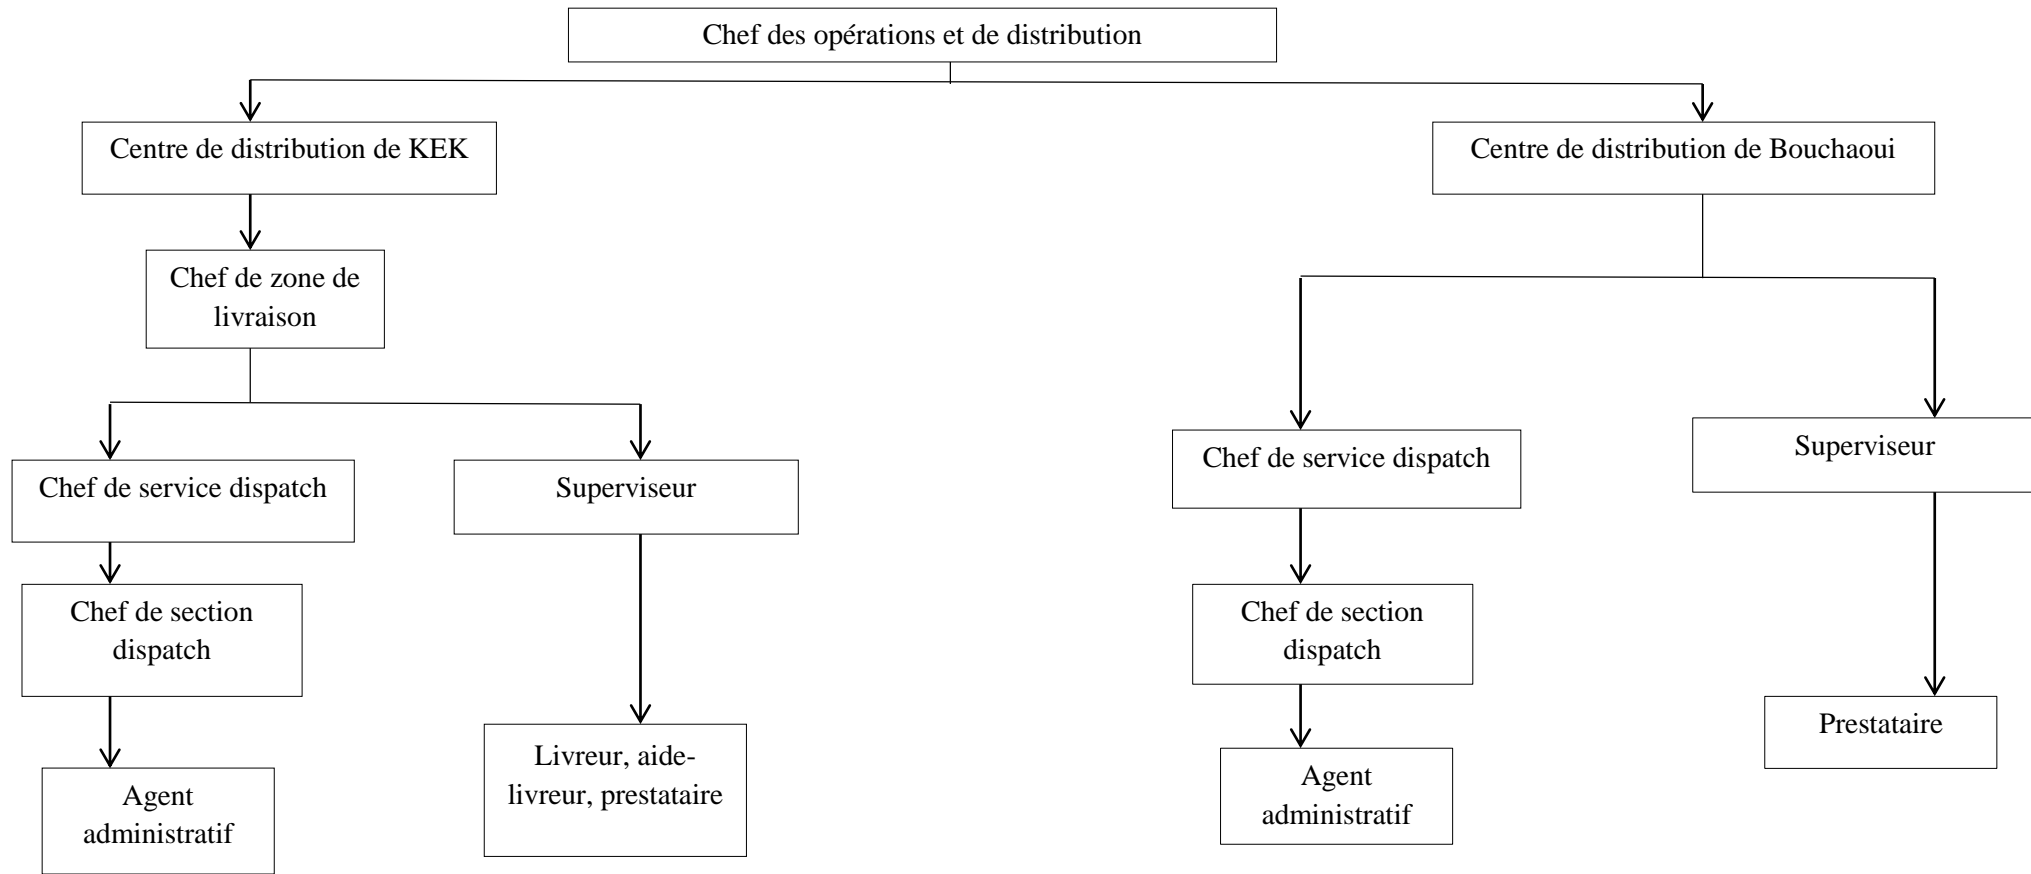 Chef des opérations et de distribution
Centre de distribution de KEK
Centre de distribution de Bouchaoui
Chef de zone de
livraison
Chef de service dispatch
Superviseur
Chef de service dispatch
Superviseur
Chef de section
dispatch
Chef de section
dispatch
Livreur, aide-
livreur, prestataire
Prestataire
Agent
administratif
Agent
administratif